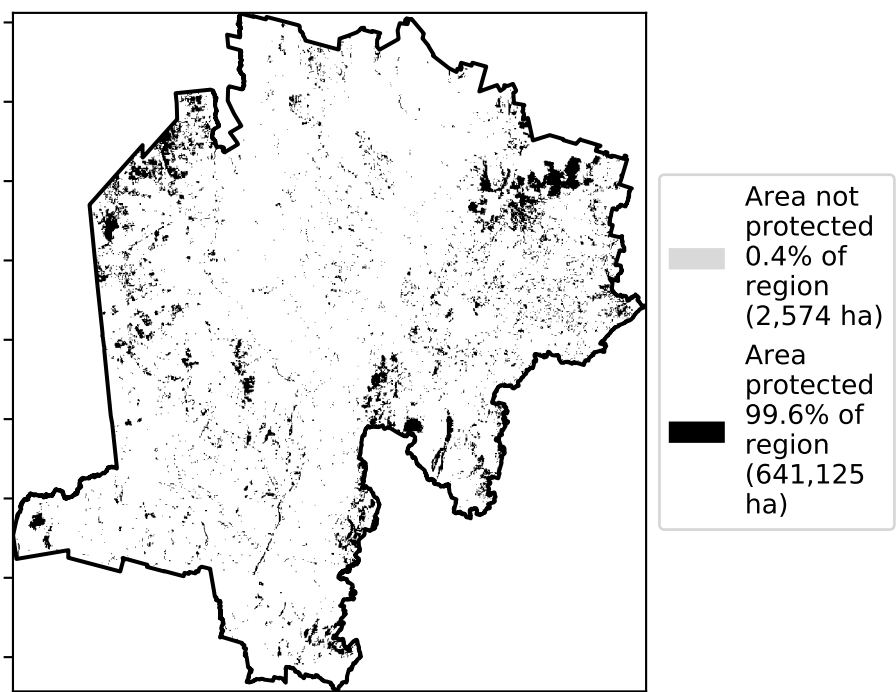 Area not
protected
0.4% of
region
(2,574 ha)
Area
protected
99.6% of
region
(641,125
ha)